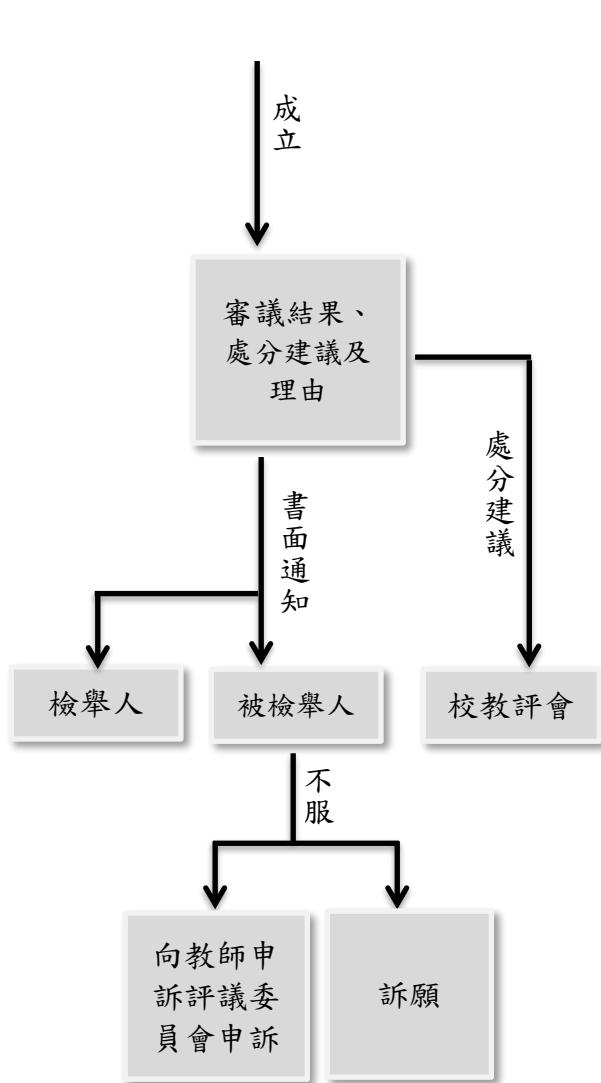 成
立
審議結果、
處分建議及
理由
書
面
通
知
處
分
建
議
檢舉人
被檢舉人
校教評會
不
服
向教師申
訴評議委
員會申訴
訴願